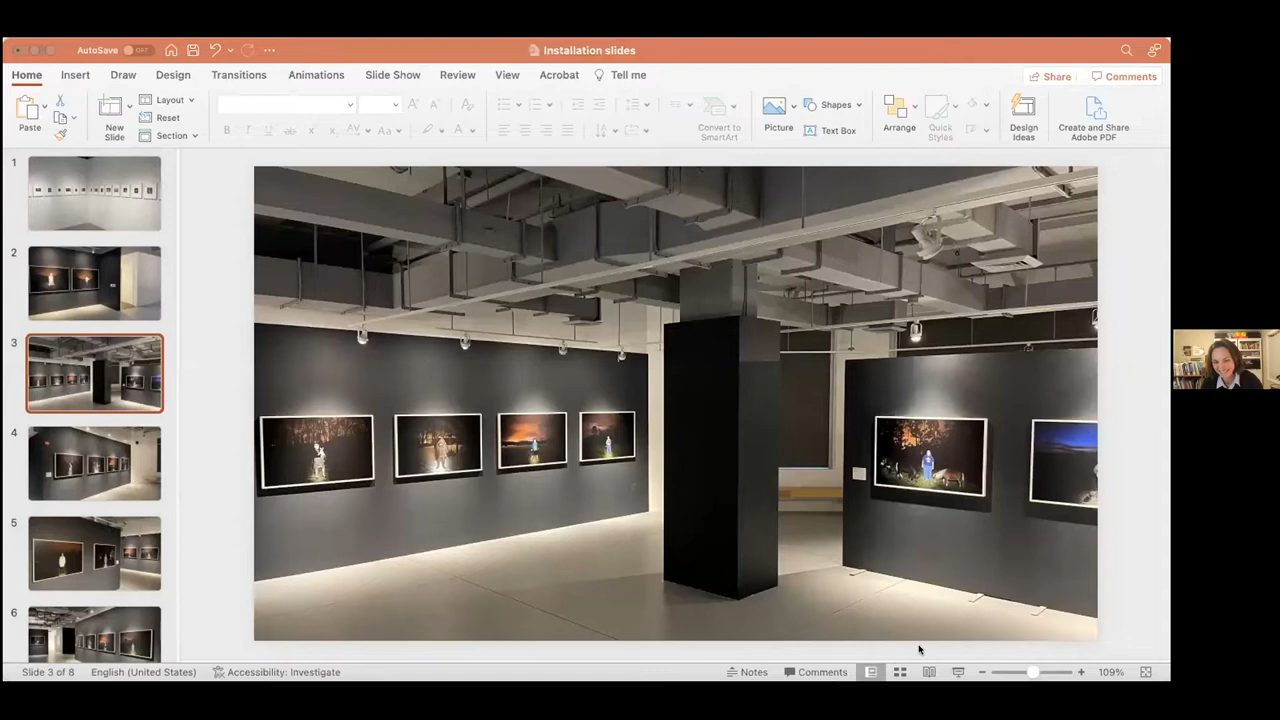 AutoSave OFF
Installation slides
Home Insert Draw Design Transitions Animations Slide Show Review View Acrobat Tell me
Share Comments
Paste
New Slide
Layout
Reset
Section
B I U ab x x AV Aa A
Convert to SmartArt
Picture
Shapes
Text Box
Arrange
Quick Styles
Design Ideas
Create and Share Adobe PDF
1
2
3
4
5
6
Slide 3 of 8 English (United States) Accessibility: Investigate Notes Comments 109%